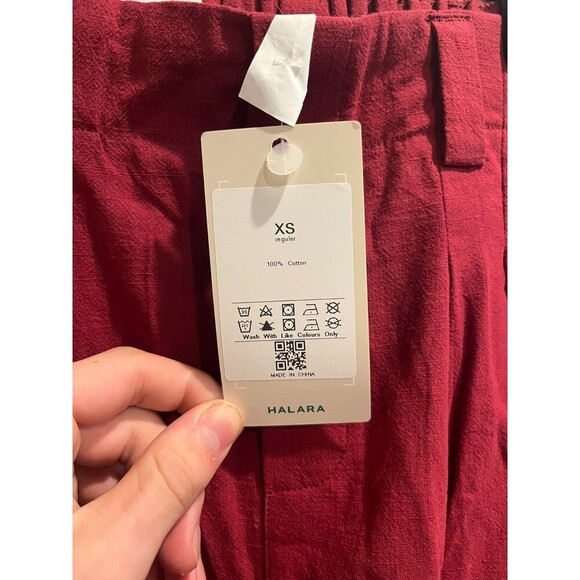 XS
regular
100% Cotton
Wash With Like Colours Only
MADE IN CHINA
HALARA